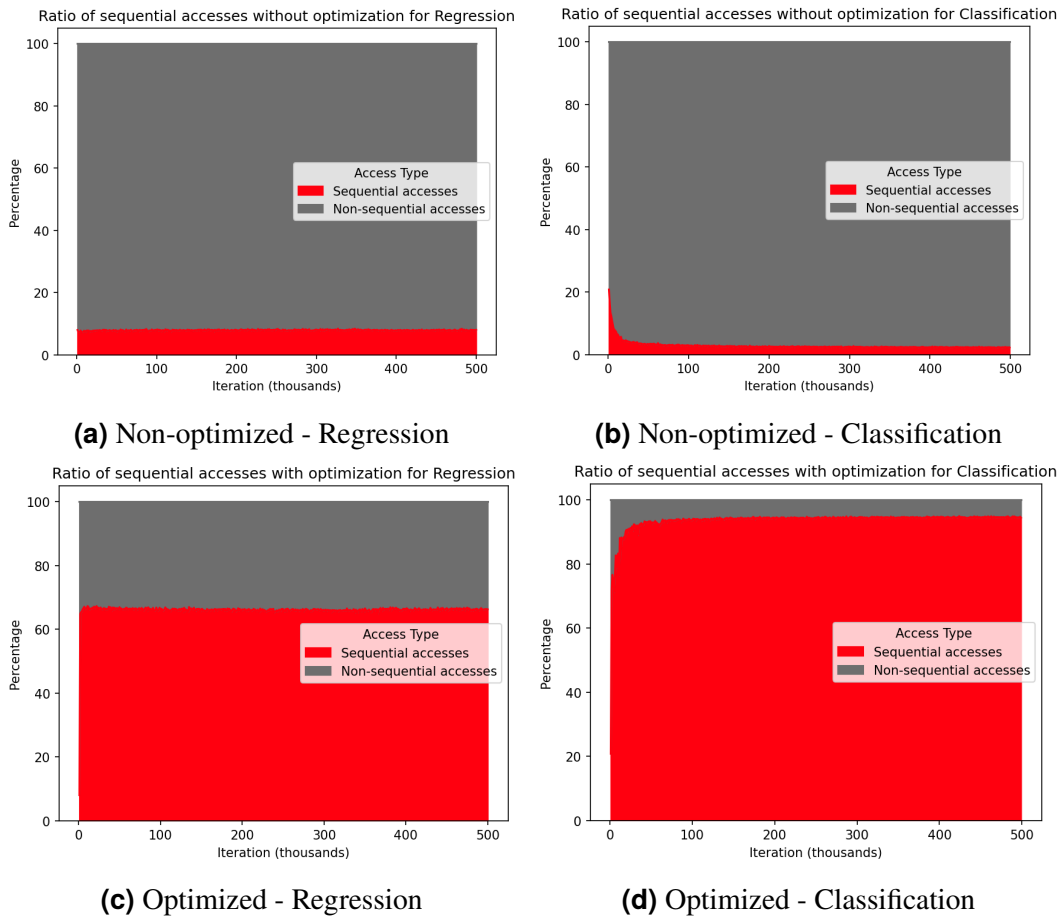 Ratio of sequential accesses without optimization for Regression
100
80
60
40
20
0
Percentage
Access Type
Sequential accesses
Non-sequential accesses
0 100 200 300 400 500
Iteration (thousands)
(a) Non-optimized - Regression
Ratio of sequential accesses without optimization for Classification
100
80
60
40
20
0
Percentage
Access Type
Sequential accesses
Non-sequential accesses
0 100 200 300 400 500
Iteration (thousands)
(b) Non-optimized - Classification
Ratio of sequential accesses with optimization for Regression
100
80
60
40
20
0
Percentage
Access Type
Sequential accesses
Non-sequential accesses
0 100 200 300 400 500
Iteration (thousands)
(c) Optimized - Regression
Ratio of sequential accesses with optimization for Classification
100
80
60
40
20
0
Percentage
Access Type
Sequential accesses
Non-sequential accesses
0 100 200 300 400 500
Iteration (thousands)
(d) Optimized - Classification